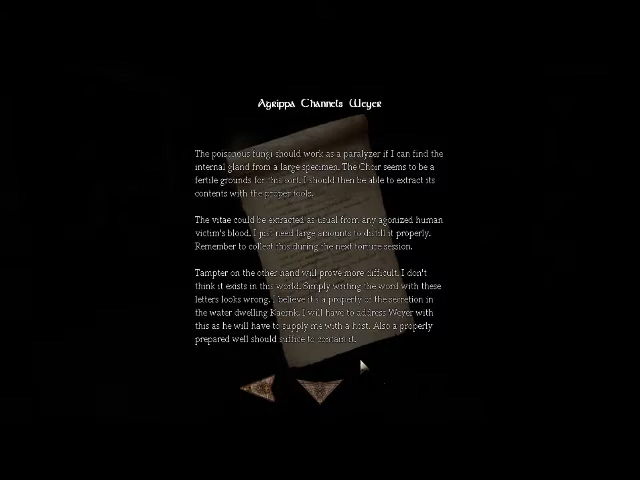 Agrippa Channels Weyer
The poisonous fungi should work as a paralyzer if I can find the
internal gland from a large specimen. The Choir seems to be a
fertile grounds for this sort. I should then be able to extract its
contents with the proper tools.
The vitae could be extracted as usual from any agonized human
victim's blood. I just need large amounts to distill it properly.
Remember to collect this during the next torture session.
Tampter on the other hand will prove more difficult. I don't
think it exists in this world. Simply writing the word with these
letters looks wrong. I believe it's a property of the secretion in
the water dwelling Kaernk. I will have to address Weyer with
this as he will have to supply me with a host. Also a properly
prepared well should suffice to contain it.